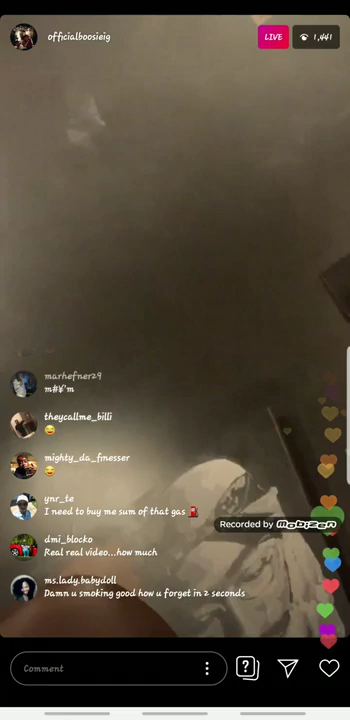 officialboosieig
LIVE
1,441
marhefner29
m#¥'m
theycallme_billi
😂
mighty_da_fmesser
😂
ynr_te
I need to buy me sum of that gas ⛽
dmi_blocko
Real real video...how much
Recorded by mobizen
ms.lady.babydoll
Damn u smoking good how u forget in 2 seconds
Comment